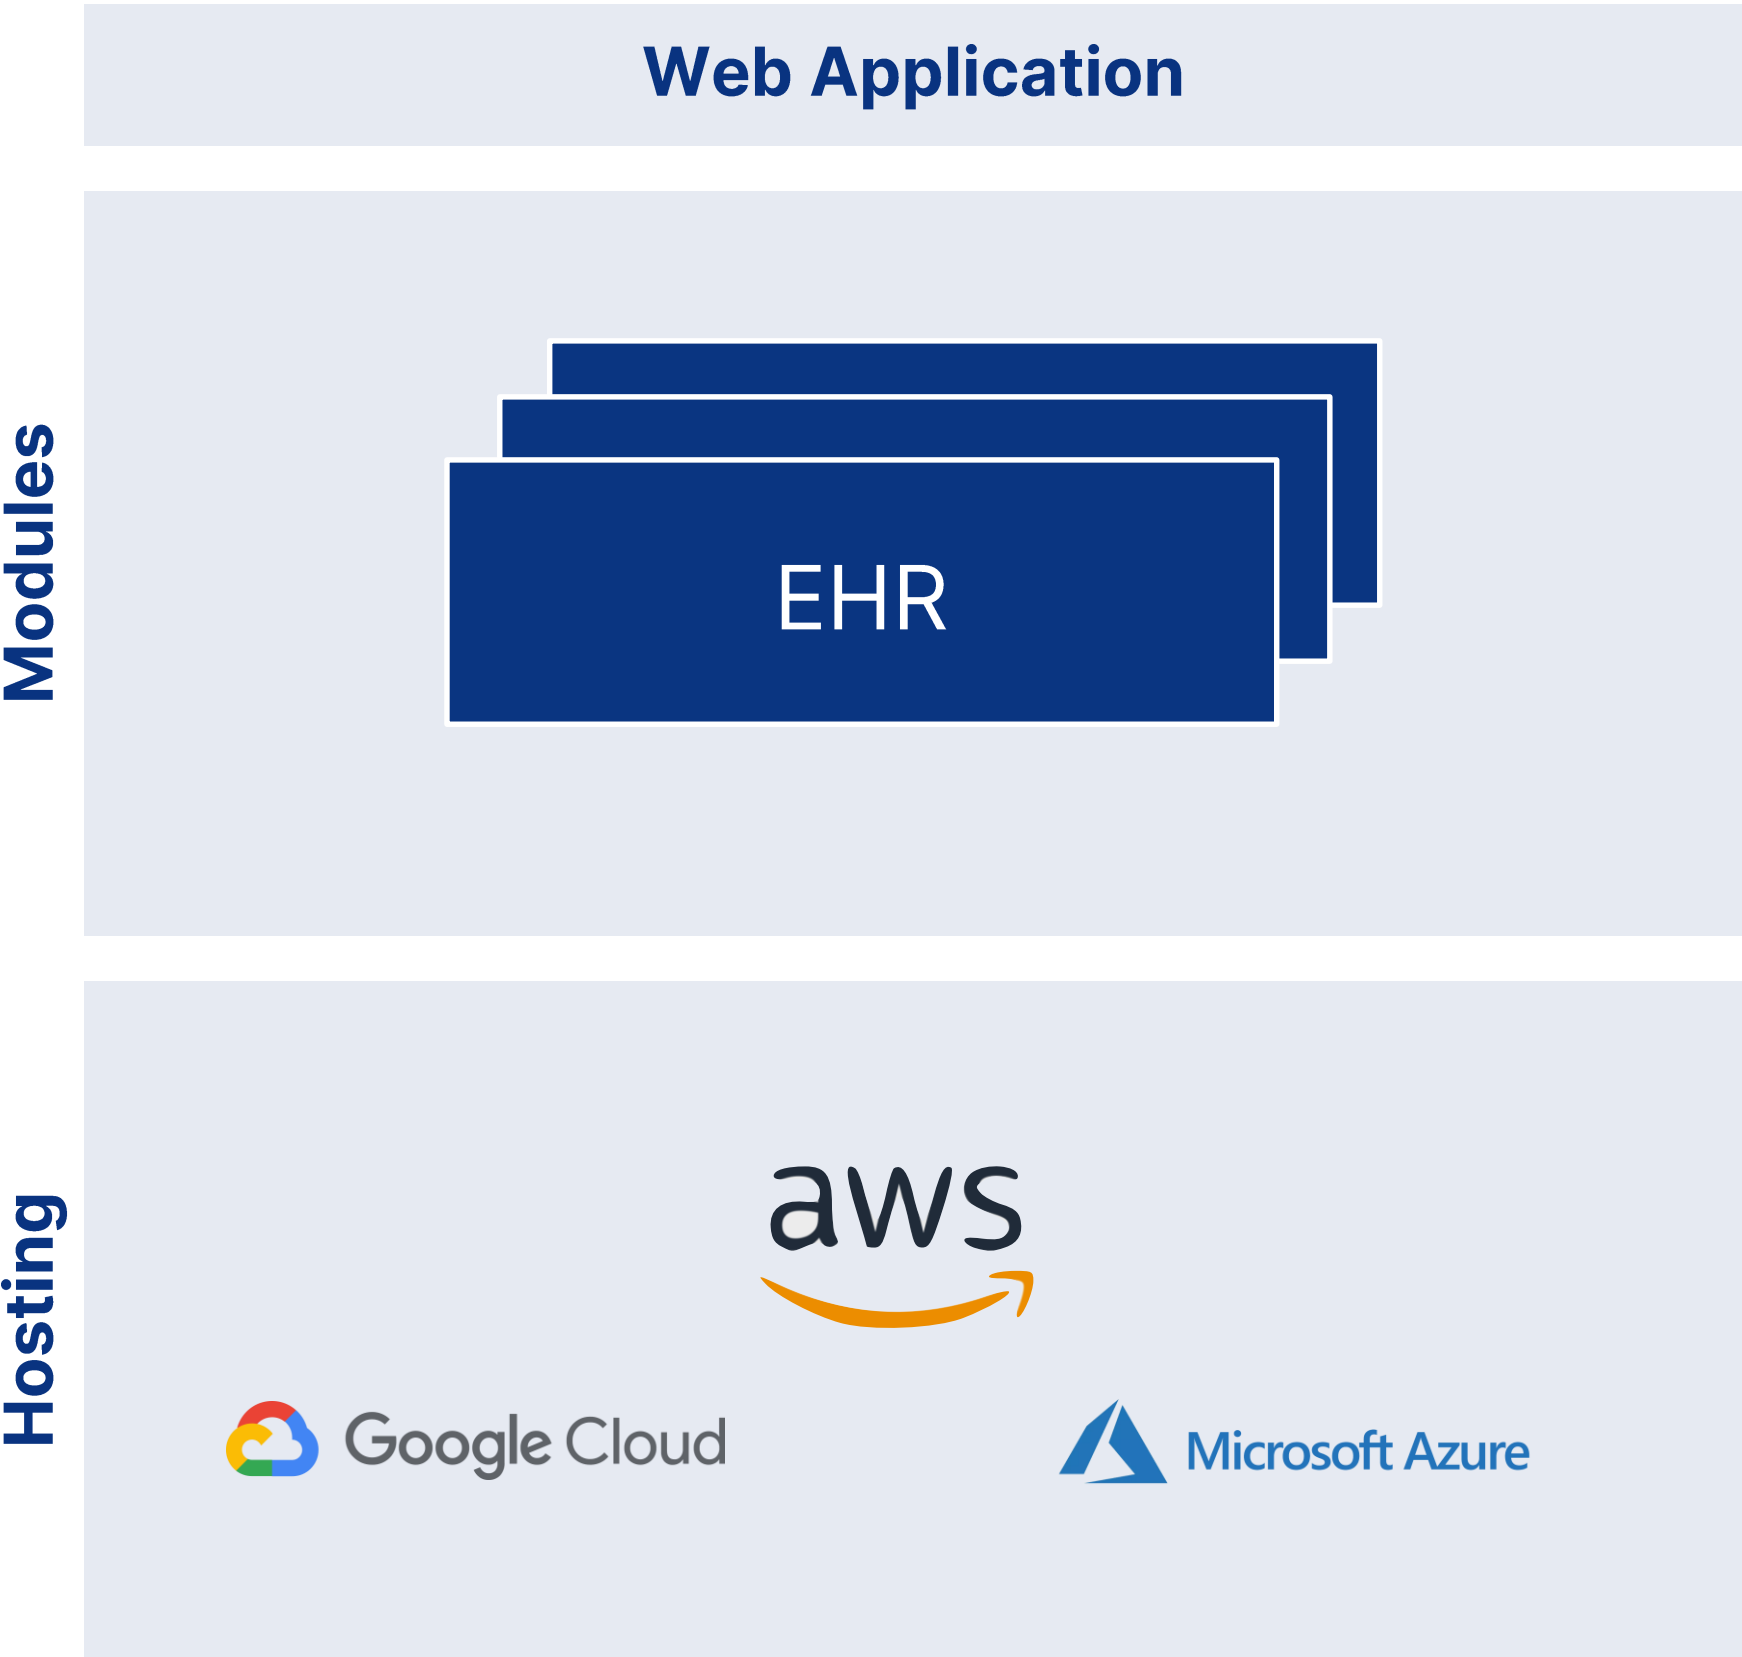 Web Application
Modules
EHR
Hosting
aws
Google Cloud
Microsoft Azure